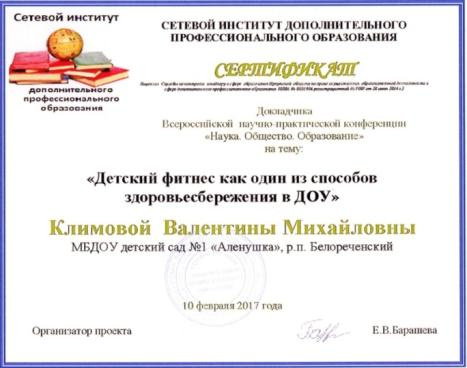 Сетевой институт
дополнительного
профессионального
образования
СЕТЕВОЙ ИНСТИТУТ ДОПОЛНИТЕЛЬНОГО
ПРОФЕССИОНАЛЬНОГО ОБРАЗОВАНИЯ
СЕРТИФИКАТ
Докладчика
Всероссийской научно-практической конференции
«Наука. Общество. Образование»
на тему:
«Детский фитнес как один из способов
здоровьесбережения в ДОУ»
Климовой Валентины Михайловны
МБДОУ детский сад №1 «Аленушка», р.п. Белореченский
10 февраля 2017 года
Организатор проекта
Е.В.Барашева